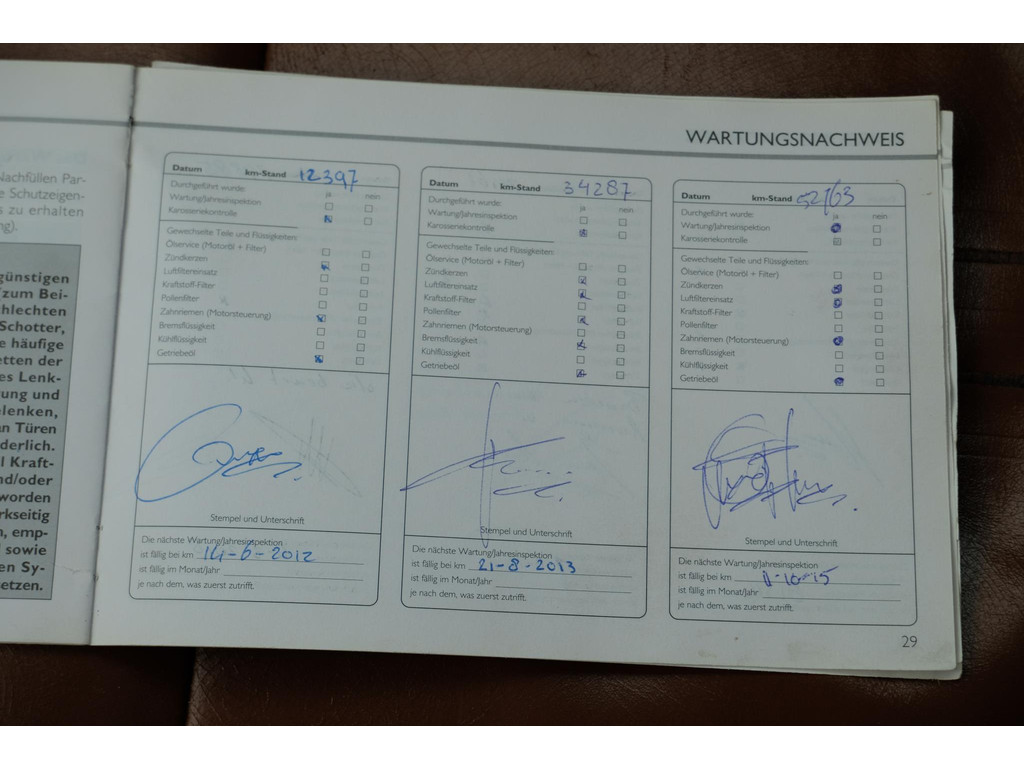 Nachfüllen Par-
e Schutzeigen-
s zu erhalten
ng).
günstigen
zum Bei-
chlechten
Schotter,
e häufige
etten der
es Lenk-
ung und
lenken,
an Türen
derlich.
l Kraft-
nd/oder
worden
rkseitig
n, emp-
sowie
en Sy-
setzen.
WARTUNGSNACHWEIS
Datum km-Stand 12397
Durchgeführt wurde: ja nein
Wartung/Jahresinspektion
Karosseriekontrolle
Gewechselte Teile und Flüssigkeiten:
Ölservice (Motoröl + Filter)
Zündkerzen
Luftfiltereinsatz
Kraftstoff-Filter
Pollenfilter
Zahnriemen (Motorsteuerung)
Bremsflüssigkeit
Kühlflüssigkeit
Getriebeöl
Stempel und Unterschrift
Die nächste Wartung/Jahresinspektion
ist fällig bei km 14-6-2012
ist fällig im Monat/Jahr
je nach dem, was zuerst zutrifft.
Datum km-Stand 34287
Durchgeführt wurde: ja nein
Wartung/Jahresinspektion
Karosseriekontrolle
Gewechselte Teile und Flüssigkeiten:
Ölservice (Motoröl + Filter)
Zündkerzen
Luftfiltereinsatz
Kraftstoff-Filter
Pollenfilter
Zahnriemen (Motorsteuerung)
Bremsflüssigkeit
Kühlflüssigkeit
Getriebeöl
Stempel und Unterschrift
Die nächste Wartung/Jahresinspektion
ist fällig bei km 21-8-2013
ist fällig im Monat/Jahr
je nach dem, was zuerst zutrifft.
Datum km-Stand 52163
Durchgeführt wurde: ja nein
Wartung/Jahresinspektion
Karosseriekontrolle
Gewechselte Teile und Flüssigkeiten:
Ölservice (Motoröl + Filter)
Zündkerzen
Luftfiltereinsatz
Kraftstoff-Filter
Pollenfilter
Zahnriemen (Motorsteuerung)
Bremsflüssigkeit
Kühlflüssigkeit
Getriebeöl
Stempel und Unterschrift
Die nächste Wartung/Jahresinspektion
ist fällig bei km
ist fällig im Monat/Jahr
je nach dem, was zuerst zutrifft.
29